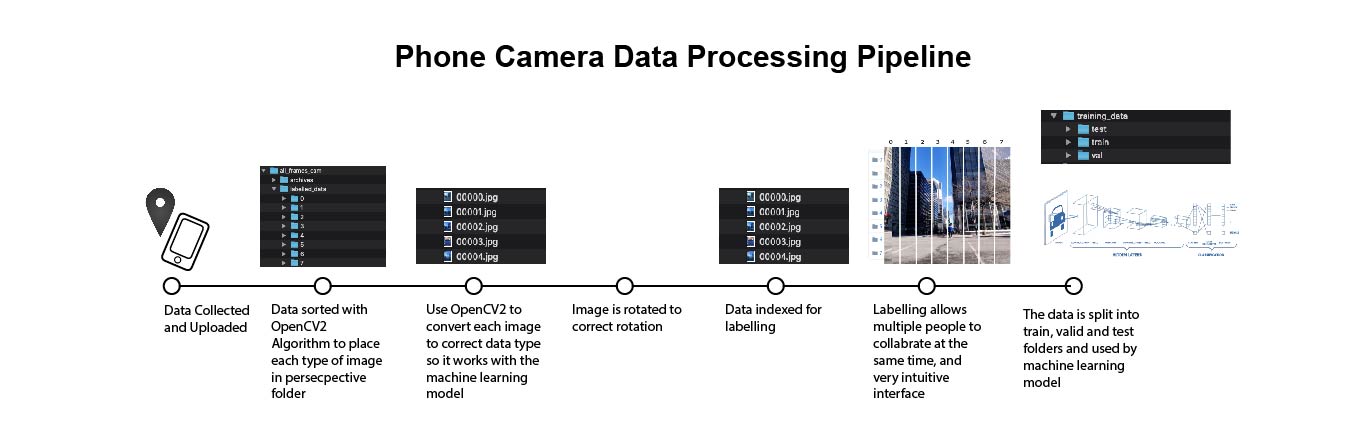 Phone Camera Data Processing Pipeline
all_frames_cam
archives
labelled_data
0
1
2
3
4
5
6
7
00000.jpg
00001.jpg
00002.jpg
00003.jpg
00004.jpg
00000.jpg
00001.jpg
00002.jpg
00003.jpg
00004.jpg
0 1 2 3 4 5 6 7
training_data
test
train
val
HIDDEN LAYERS
CLASSIFICATION
Data Collected
and Uploaded
Data sorted with
OpenCV2
Algorithm to place
each type of image
in persecpective
folder
Use OpenCV2 to
convert each image
to correct data type
so it works with the
machine learning
model
Image is rotated to
correct rotation
Data indexed for
labelling
Labelling allows
multiple people to
collabrate at the
same time, and
very intuitive
interface
The data is split into
train, valid and test
folders and used by
machine learning
model